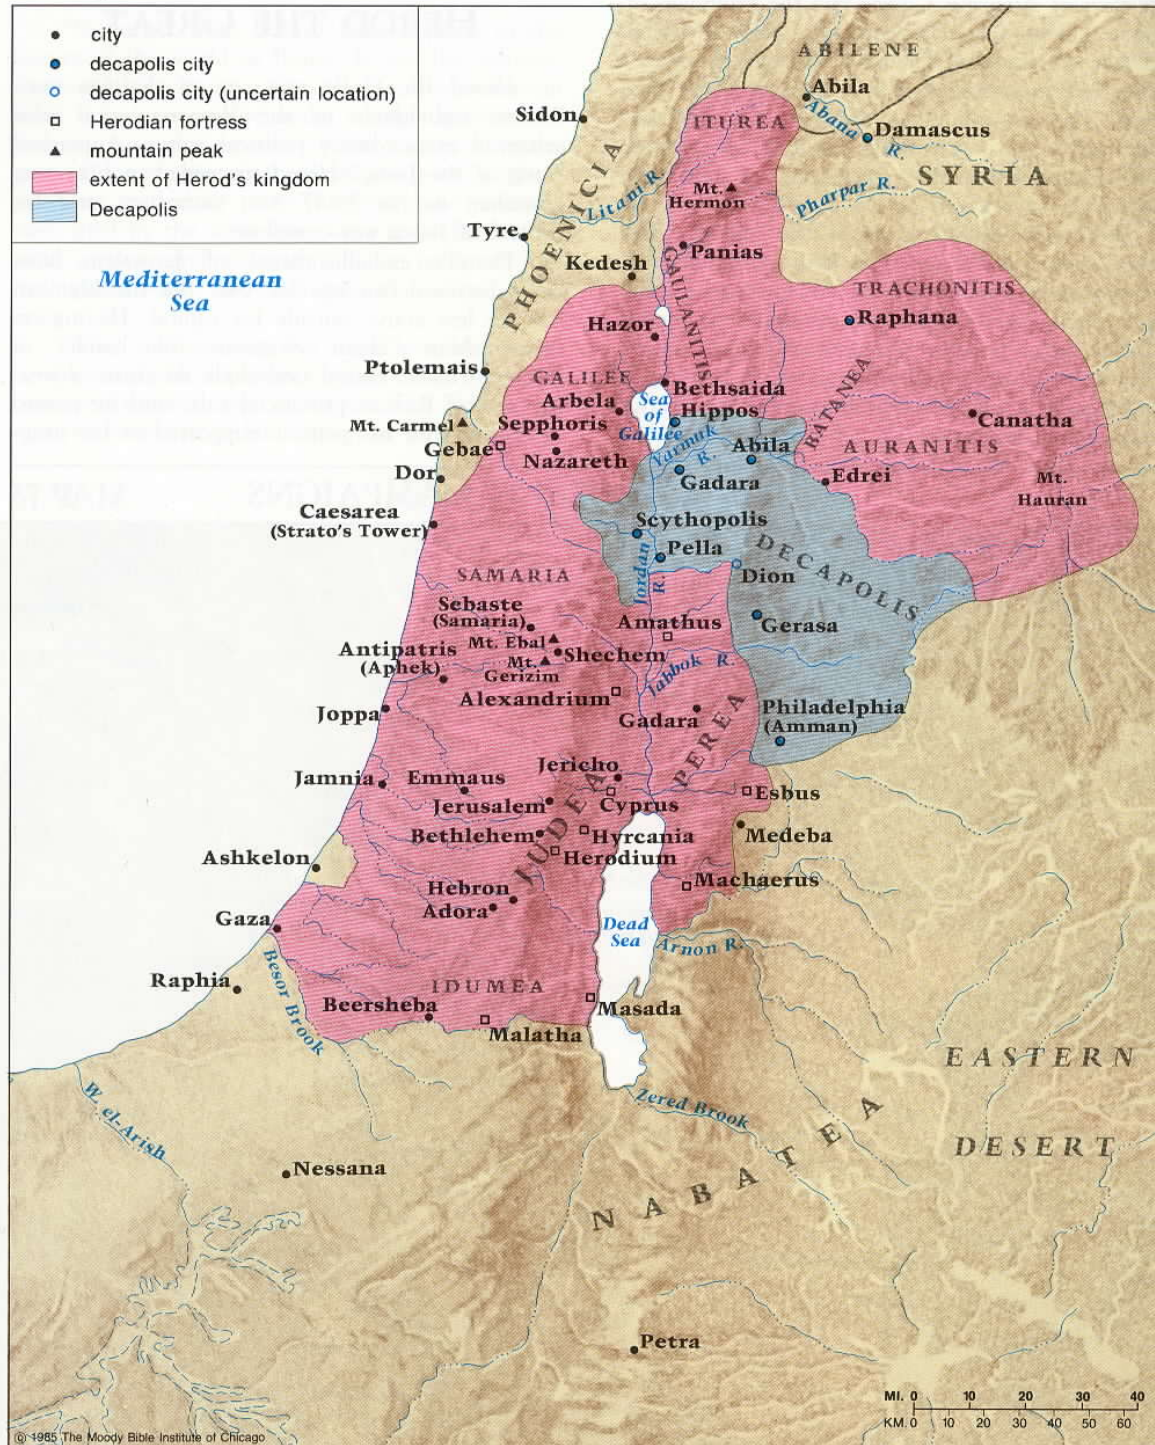 city
decapolis city
decapolis city (uncertain location)
Herodian fortress
mountain peak
extent of Herod's kingdom
Decapolis
HEROD THE GREAT
ABILENE
Abila
Abana R.
Damascus
SYRIA
Sidon
ITUREA
PHOENICIA
Litani R.
Mt.
Hermon
Pharpar R.
Tyre
Panias
Kedesh
GAULANITIS
Mediterranean
Sea
TRACHONITIS
Raphana
Hazor
Ptolemais
GALILEE
Bethsaida
Arbela
Sea
of
Galilee
Hippos
BATANEA
Canatha
Mt. Carmel
Sepphoris
Gebae
Nazareth
Yarmuk
R.
Abila
AURANITIS
Dor
Gadara
Edrei
Mt.
Hauran
Caesarea
(Strato's Tower)
Scythopolis
Pella
DECAPOLIS
Jordan
R.
SAMARIA
Dion
Sebaste
(Samaria)
Amathus
Gerasa
Mt. Ebal
Antipatris
(Aphek)
Shechem
Mt.
Gerizim
Jabbok R.
Alexandrium
Joppa
Gadara
PEREA
Philadelphia
(Amman)
Jericho
Jamnia
Emmaus
Cyprus
Esbus
Jerusalem
JUDEA
Bethlehem
Hyrcania
Medeba
Herodium
Ashkelon
Machaerus
Hebron
Adora
Gaza
Dead
Sea
Arnon R.
Besor Brook
Raphia
IDUMEA
Beersheba
Masada
Malatha
EASTERN
DESERT
W. el-Arish
Zered Brook
NABATEA
Nessana
Petra
MI. 0 10 20 30 40
KM. 0 10 20 30 40 50 60
© 1985 The Moody Bible Institute of Chicago